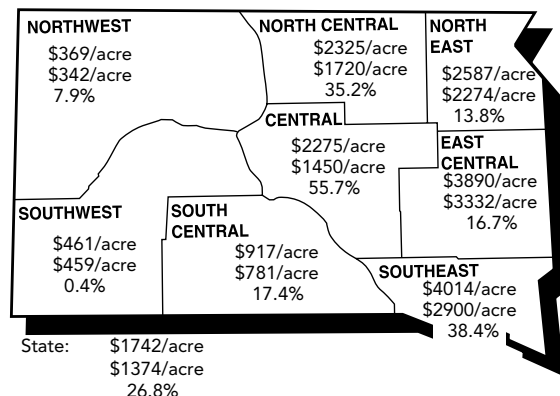 NORTHWEST
$369/acre
$342/acre
7.9%
NORTH CENTRAL
$2325/acre
$1720/acre
35.2%
NORTH
EAST
$2587/acre
$2274/acre
13.8%
CENTRAL
$2275/acre
$1450/acre
55.7%
EAST
CENTRAL
$3890/acre
$3332/acre
16.7%
SOUTHWEST
$461/acre
$459/acre
0.4%
SOUTH
CENTRAL
$917/acre
$781/acre
17.4%
SOUTHEAST
$4014/acre
$2900/acre
38.4%
State: $1742/acre
$1374/acre
26.8%